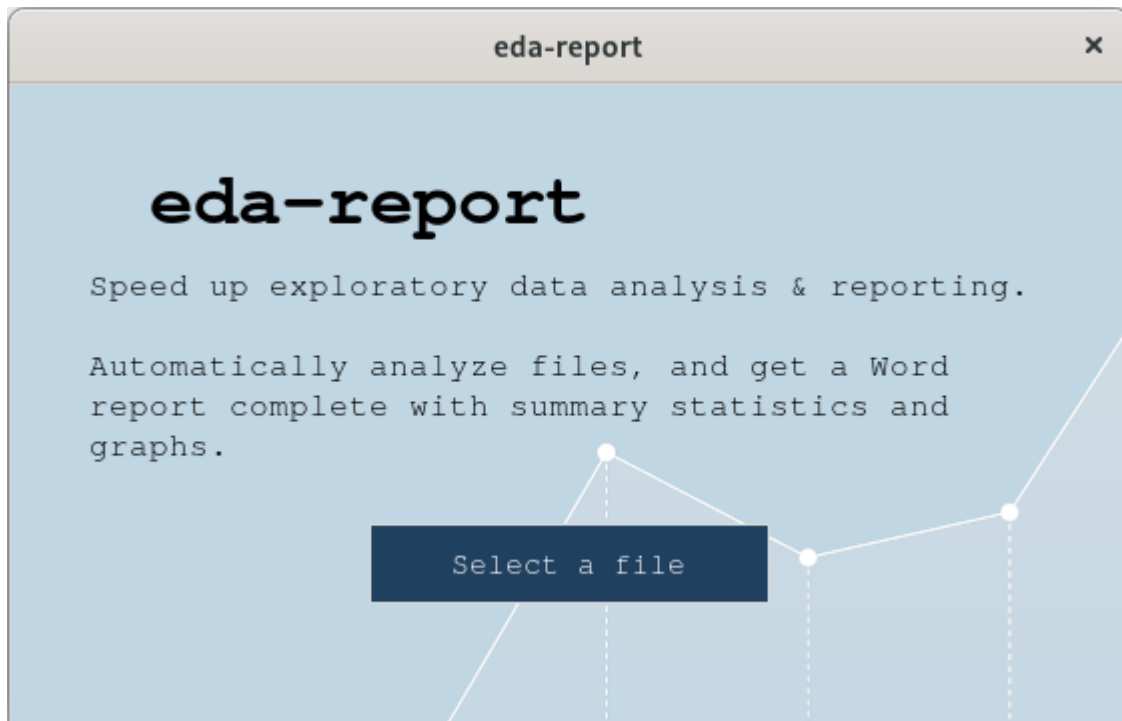 eda-report
eda-report
Speed up exploratory data analysis & reporting.
Automatically analyze files, and get a Word
report complete with summary statistics and
graphs.
Select a file